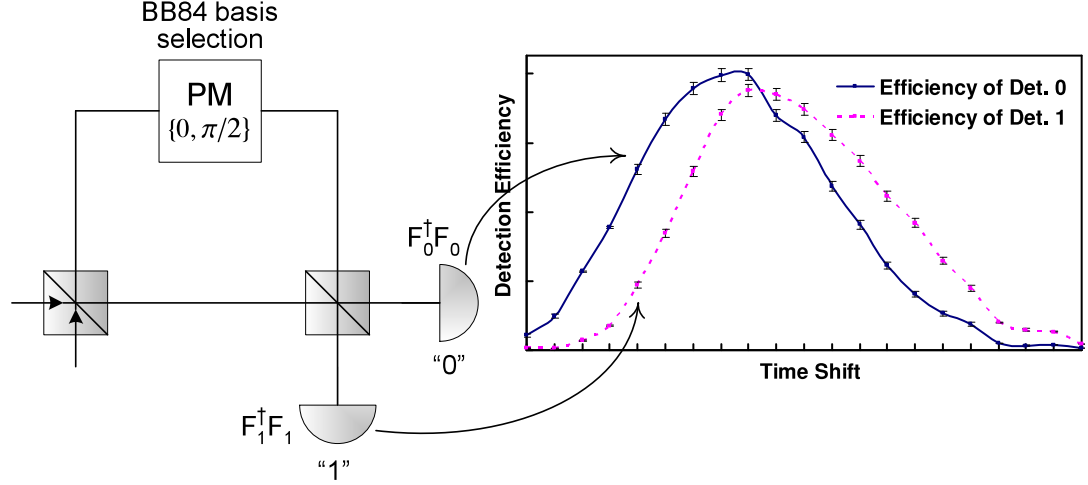 BB84 basis
selection
PM
{0, π/2}
F₀†F₀
"0"
F₁†F₁
"1"
Detection Efficiency
Efficiency of Det. 0
Efficiency of Det. 1
Time Shift